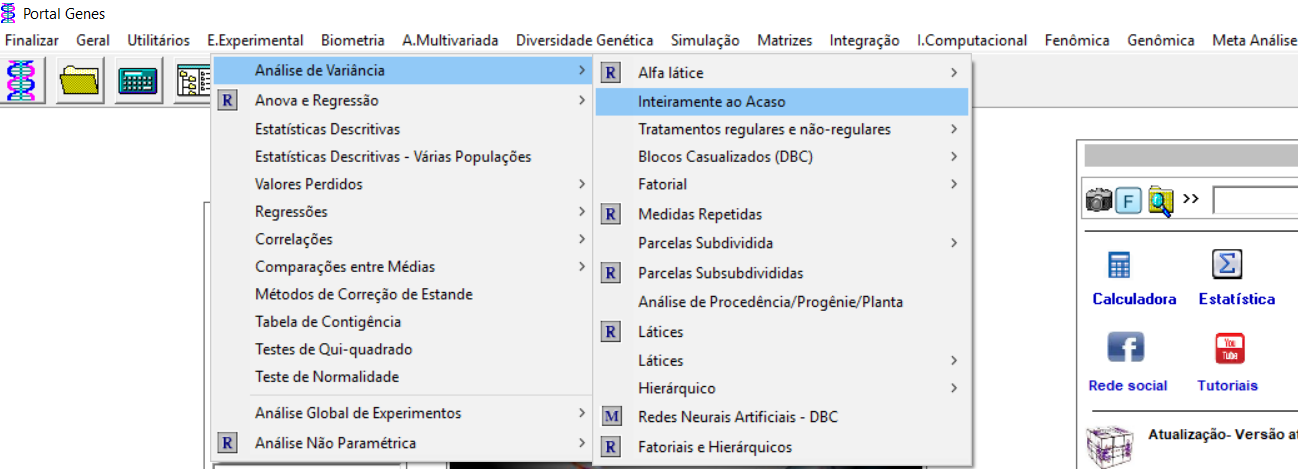 Portal Genes
Finalizar Geral Utilitários E.Experimental Biometria A.Multivariada Diversidade Genética Simulação Matrizes Integração I.Computacional Fenômica Genômica Meta Análise
Análise de Variância
R Anova e Regressão
Estatísticas Descritivas
Estatísticas Descritivas - Várias Populações
Valores Perdidos
Regressões
Correlações
Comparações entre Médias
Métodos de Correção de Estande
Tabela de Contigência
Testes de Qui-quadrado
Teste de Normalidade
Análise Global de Experimentos
R Análise Não Paramétrica
R Alfa lático
Inteiramente ao Acaso
Tratamentos regulares e não-regulares
Blocos Casualizados (DBC)
Fatorial
R Medidas Repetidas
Parcelas Subdividida
R Parcelas Subsubdivididas
Análise de Procedência/Progênie/Planta
R Látices
Látices
Hierárquico
M Redes Neurais Artificiais - DBC
R Fatoriais e Hierárquicos
F >>
Σ
Calculadora Estatística
f You Tube
Rede social Tutoriais
Atualização- Versão at